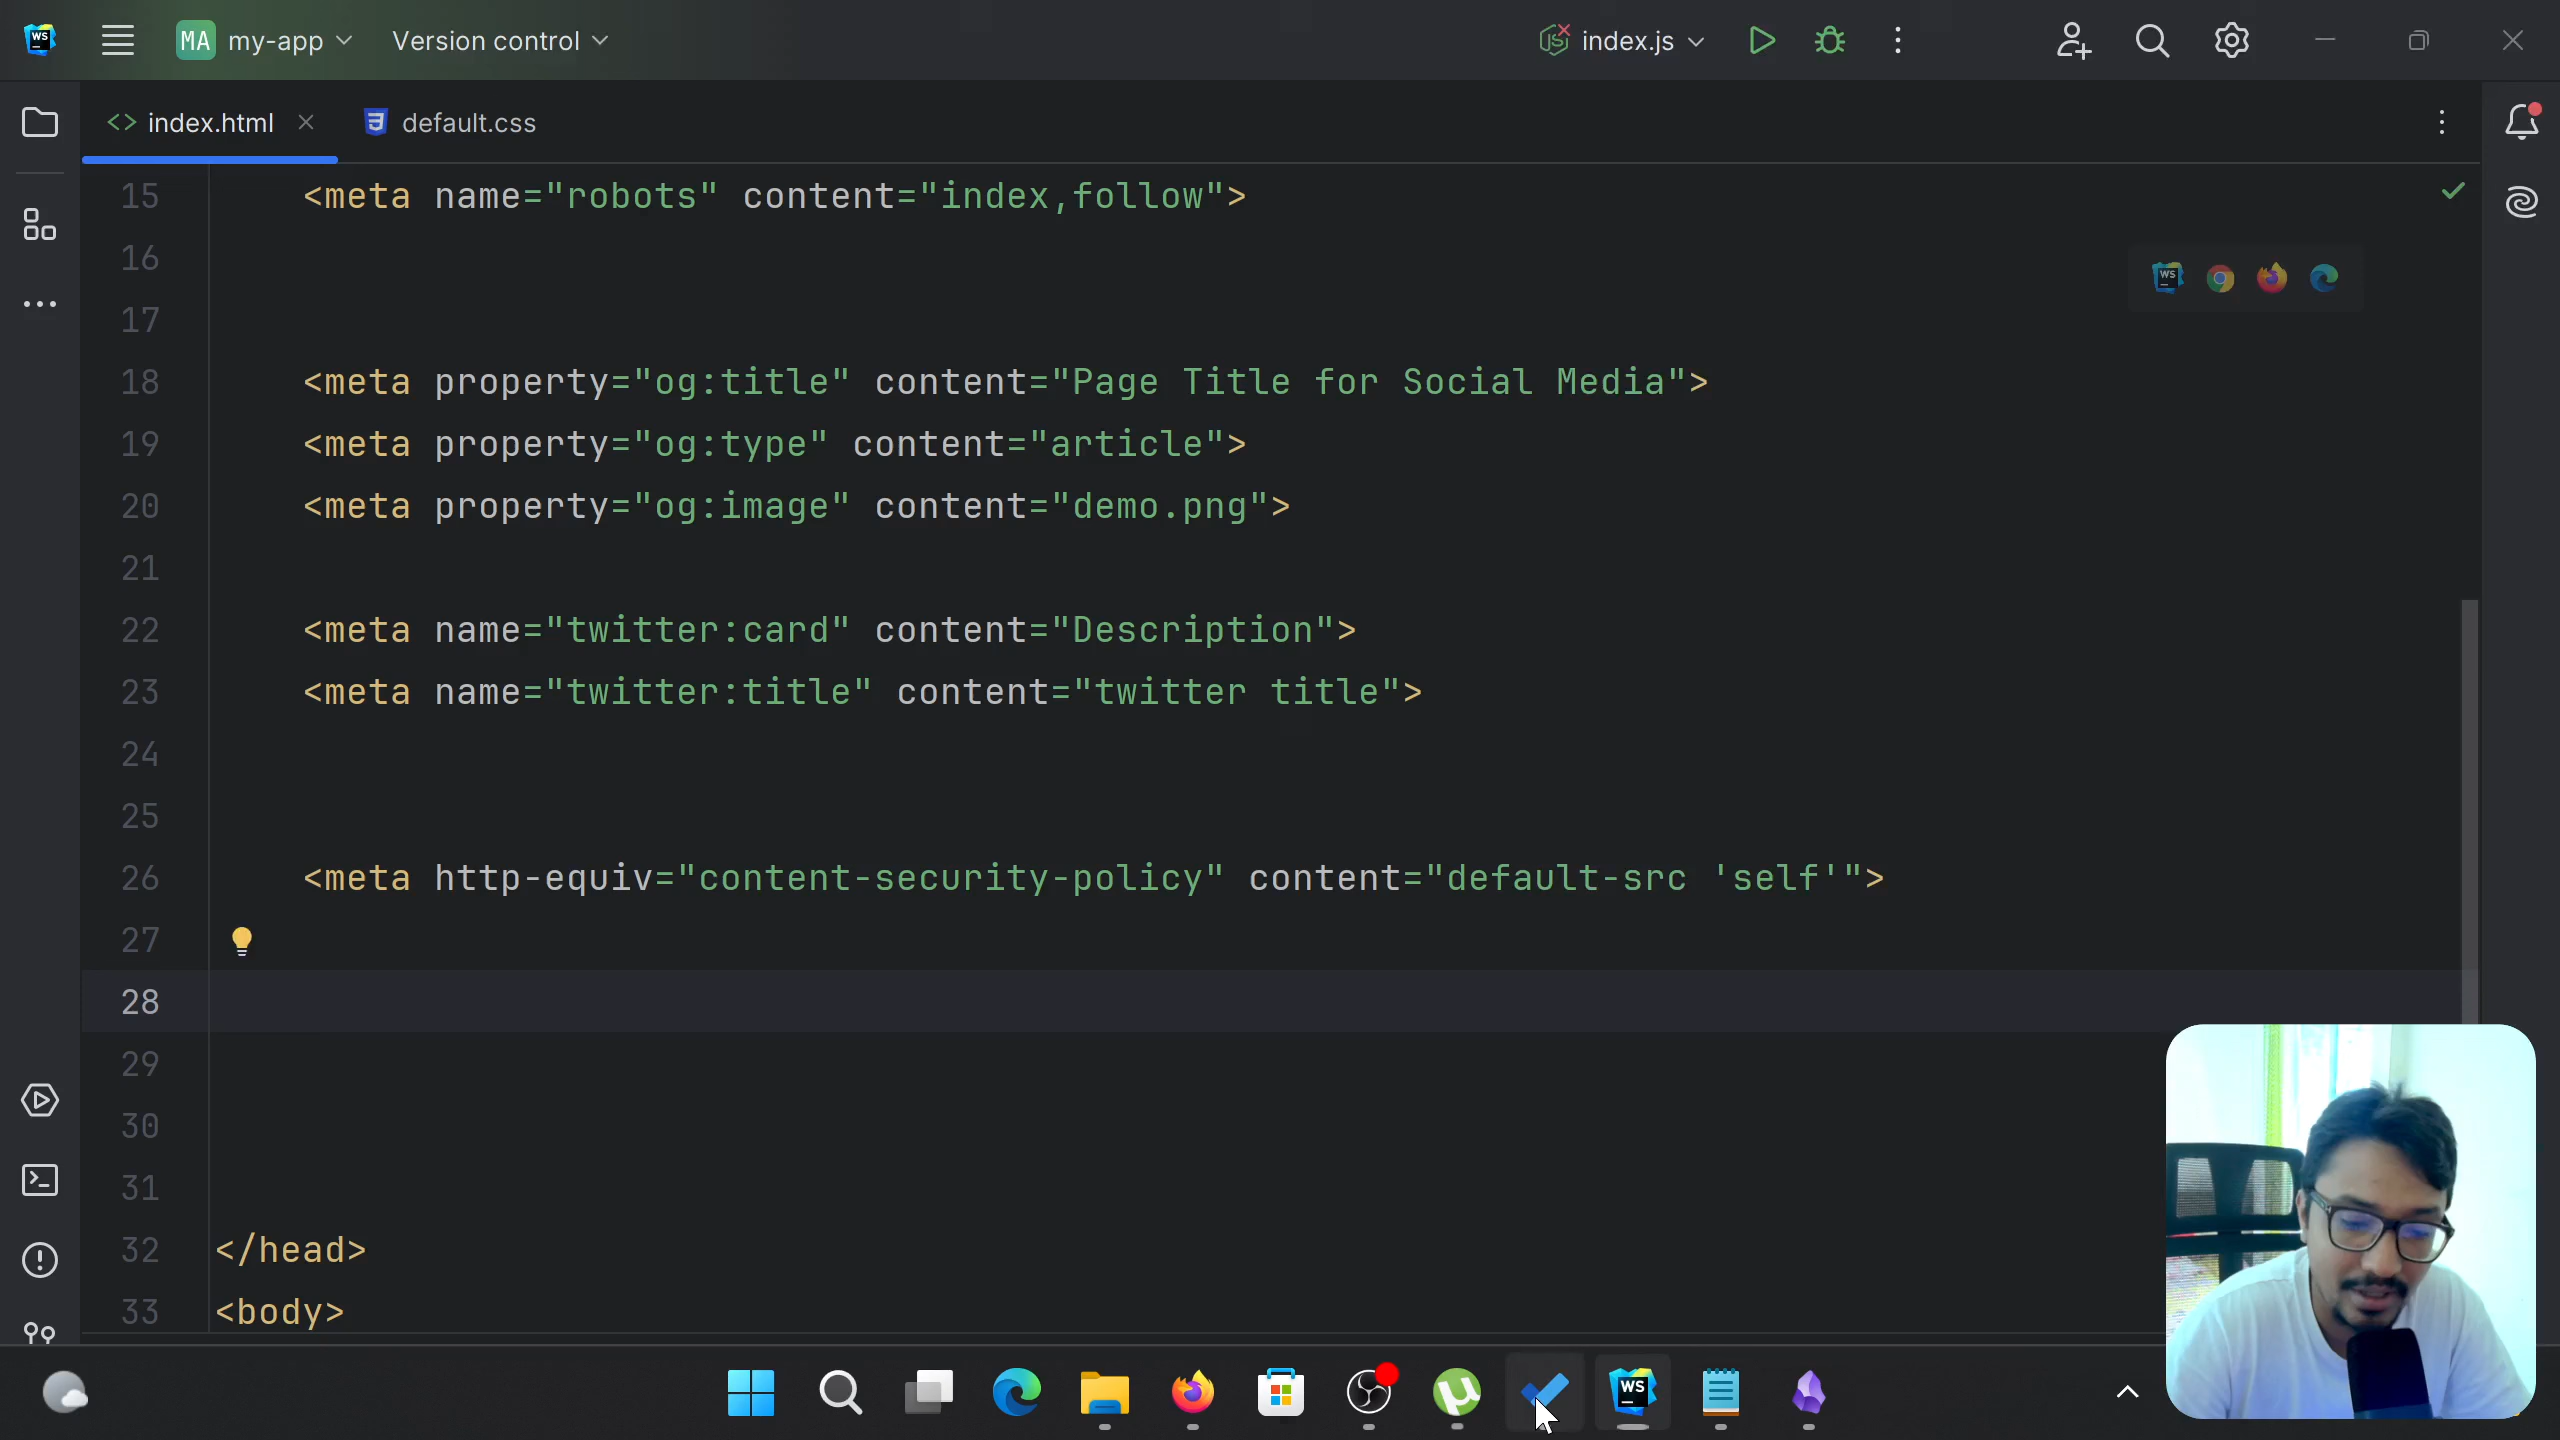 WS
MA my-app
Version control
index.js
index.html
default.css
15 <meta name="robots" content="index,follow">
16
17
18 <meta property="og:title" content="Page Title for Social Media">
19 <meta property="og:type" content="article">
20 <meta property="og:image" content="demo.png">
21
22 <meta name="twitter:card" content="Description">
23 <meta name="twitter:title" content="twitter title">
24
25
26 <meta http-equiv="content-security-policy" content="default-src 'self'">
27
28
29
30
31
32 </head>
33 <body>
WS